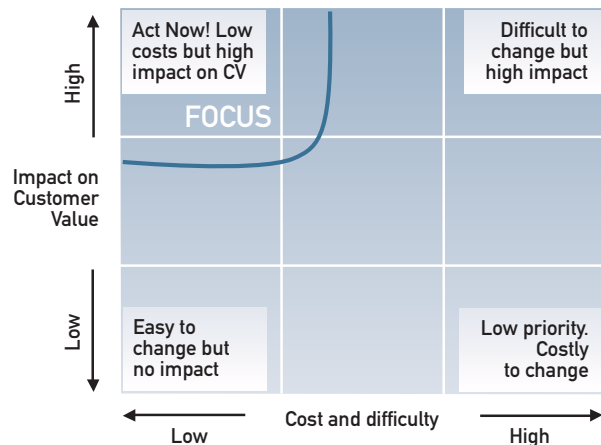 Act Now! Low
costs but high
impact on CV
Difficult to
change but
high impact
High
FOCUS
Impact on
Customer
Value
Low
Easy to
change but
no impact
Low priority.
Costly
to change
Low
Cost and difficulty
High